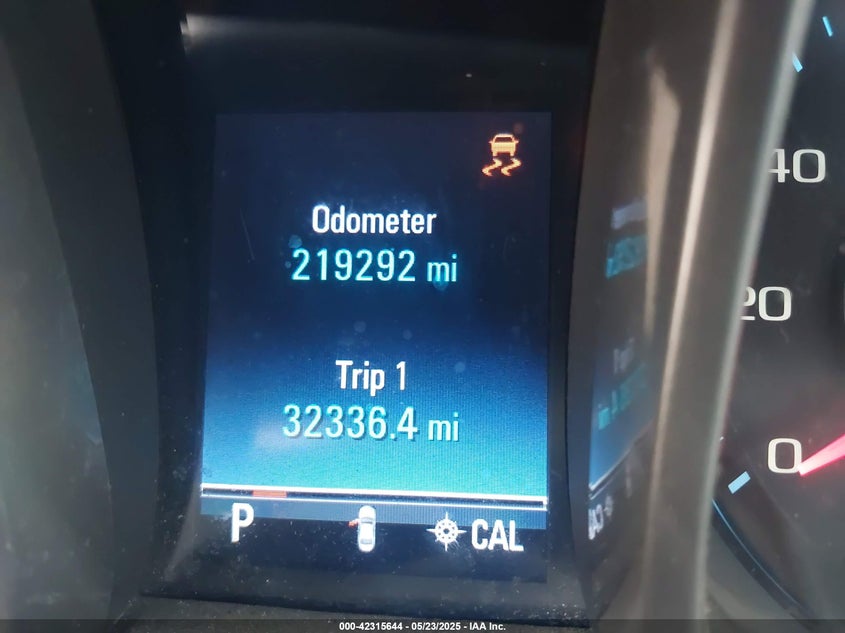 Odometer
219292 mi
Trip 1
32336.4 mi
P
CAL
40
20
0
000-42315644 - 05/23/2025 - IAA Inc.